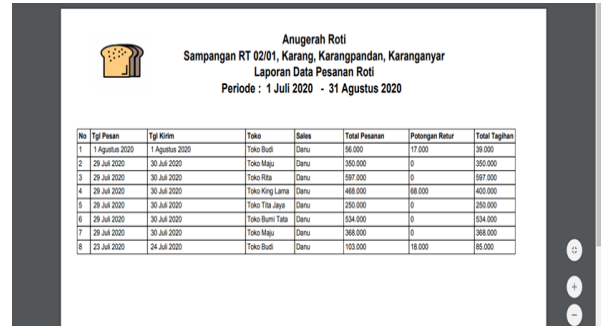 Anugerah Roti
Sampangan RT 02/01, Karang, Karangpandan, Karanganyar
Laporan Data Pesanan Roti
Periode : 1 Juli 2020 - 31 Agustus 2020
No Tgl Pesan Tgl Kirim Toko Sales Total Pesanan Potongan Retur Total Tagihan
1 1 Agustus 2020 1 Agustus 2020 Toko Budi Danu 56.000 17.000 39.000
2 29 Juli 2020 30 Juli 2020 Toko Maju Danu 350.000 0 350.000
3 29 Juli 2020 30 Juli 2020 Toko Rita Danu 597.000 0 597.000
4 29 Juli 2020 30 Juli 2020 Toko King Lama Danu 468.000 68.000 400.000
5 29 Juli 2020 30 Juli 2020 Toko Tita Jaya Danu 250.000 0 250.000
6 29 Juli 2020 30 Juli 2020 Toko Bumi Tata Danu 534.000 0 534.000
7 29 Juli 2020 30 Juli 2020 Toko Maju Danu 368.000 0 368.000
8 23 Juli 2020 24 Juli 2020 Toko Budi Danu 103.000 18.000 85.000